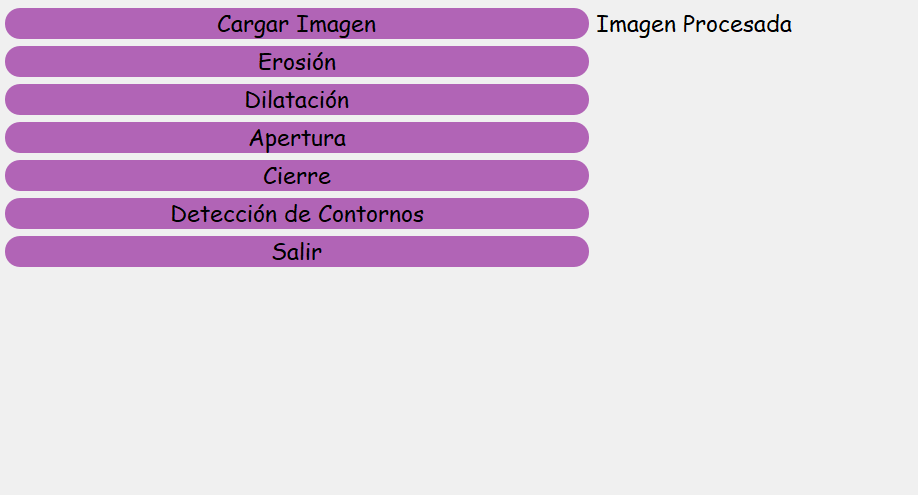 Cargar Imagen
Imagen Procesada
Erosión
Dilatación
Apertura
Cierre
Detección de Contornos
Salir